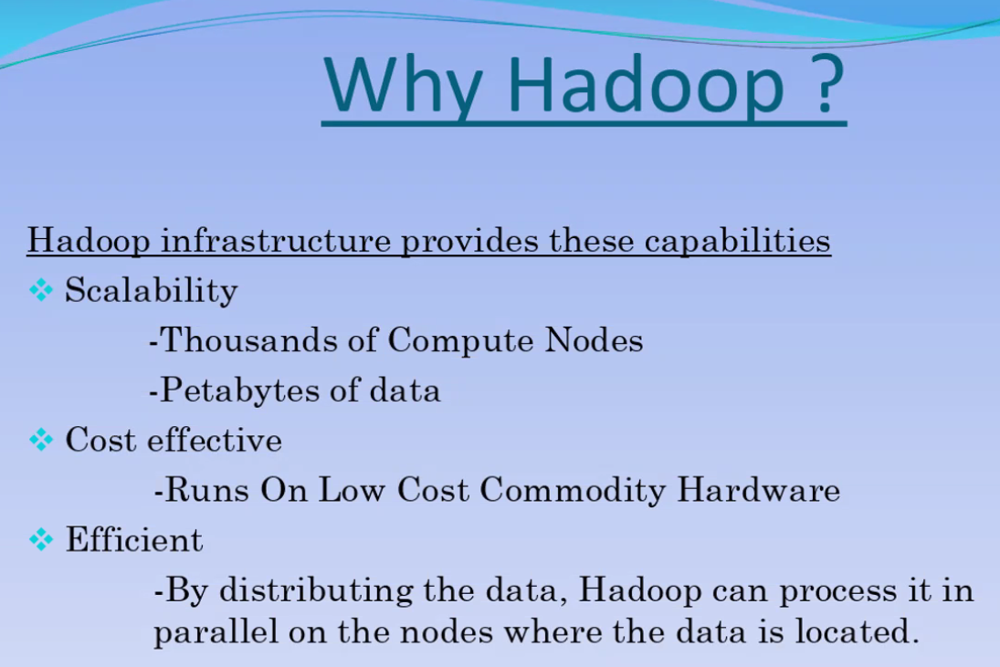 Why Hadoop ?
Hadoop infrastructure provides these capabilities
❖ Scalability
-Thousands of Compute Nodes
-Petabytes of data
❖ Cost effective
-Runs On Low Cost Commodity Hardware
❖ Efficient
-By distributing the data, Hadoop can process it in
parallel on the nodes where the data is located.